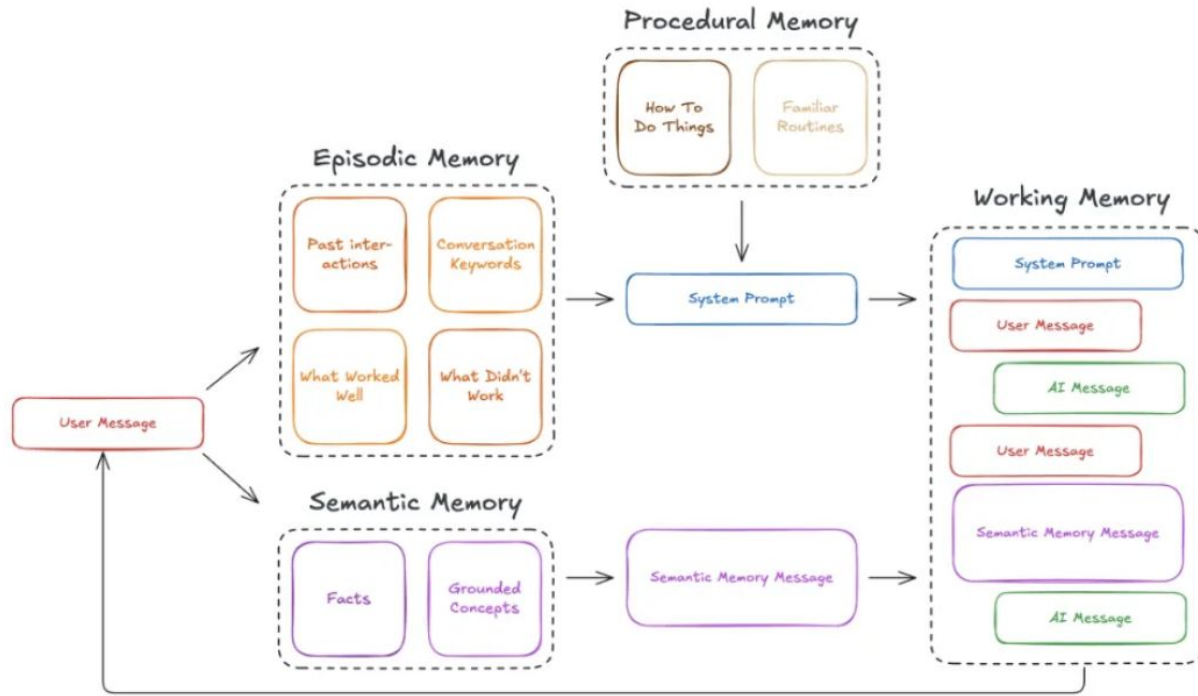 Procedural Memory
How To
Do Things
Familiar
Routines
Episodic Memory
Past inter-
actions
Conversation
Keywords
What Worked
Well
What Didn't
Work
User Message
Semantic Memory
Facts
Grounded
Concepts
System Prompt
Semantic Memory Message
Working Memory
System Prompt
User Message
AI Message
User Message
Semantic Memory Message
AI Message